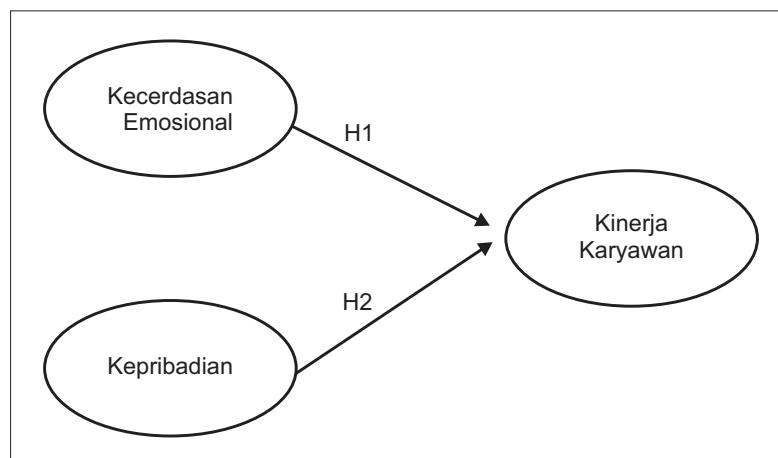 Kecerdasan
Emosional
H1
Kinerja
Karyawan
H2
Kepribadian